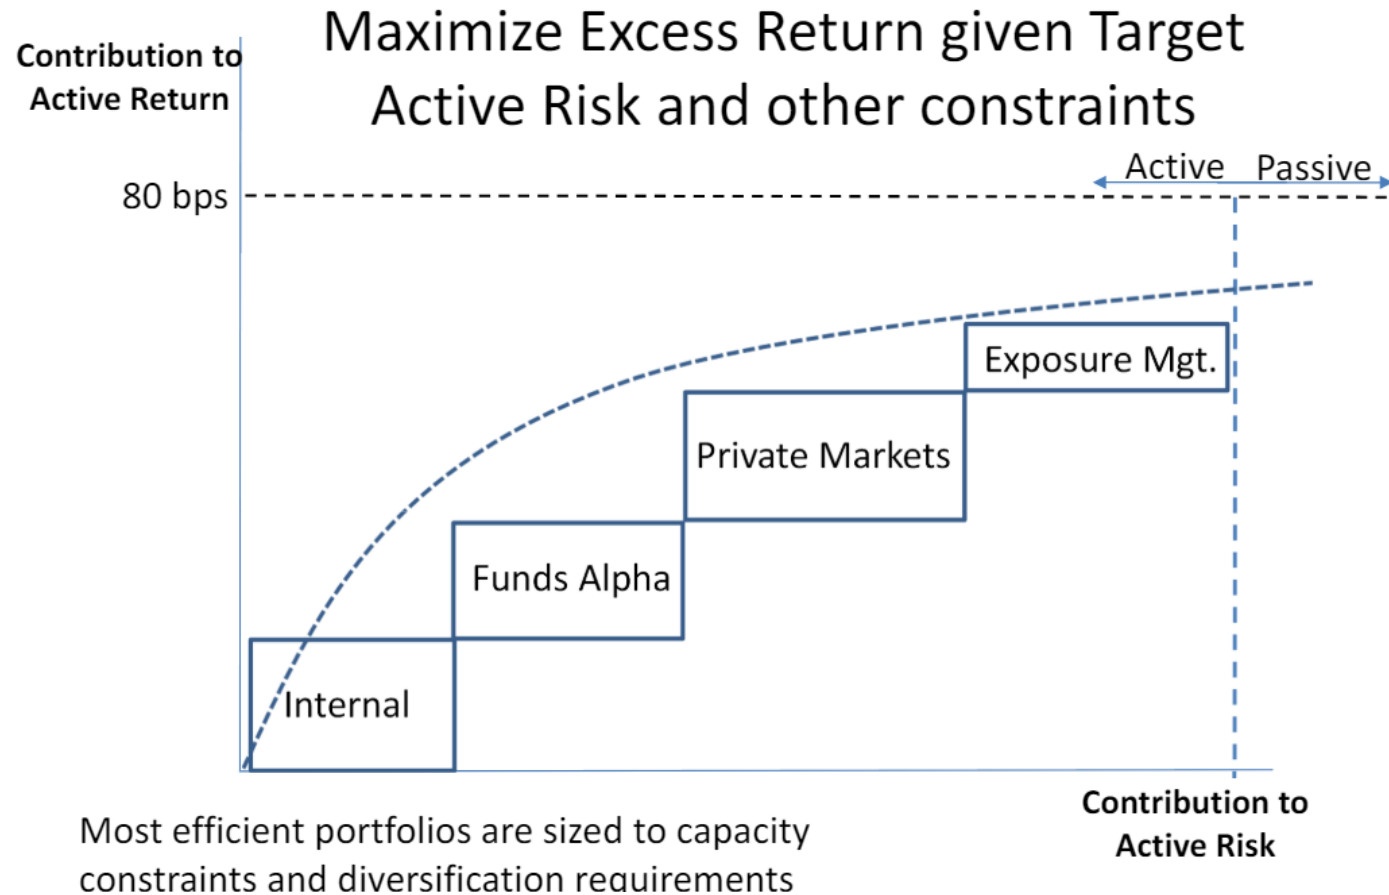 Maximize Excess Return given Target
Active Risk and other constraints
Contribution to
Active Return
80 bps
Active
Passive
Exposure Mgt.
Private Markets
Funds Alpha
Internal
Contribution to
Active Risk
Most efficient portfolios are sized to capacity
constraints and diversification requirements